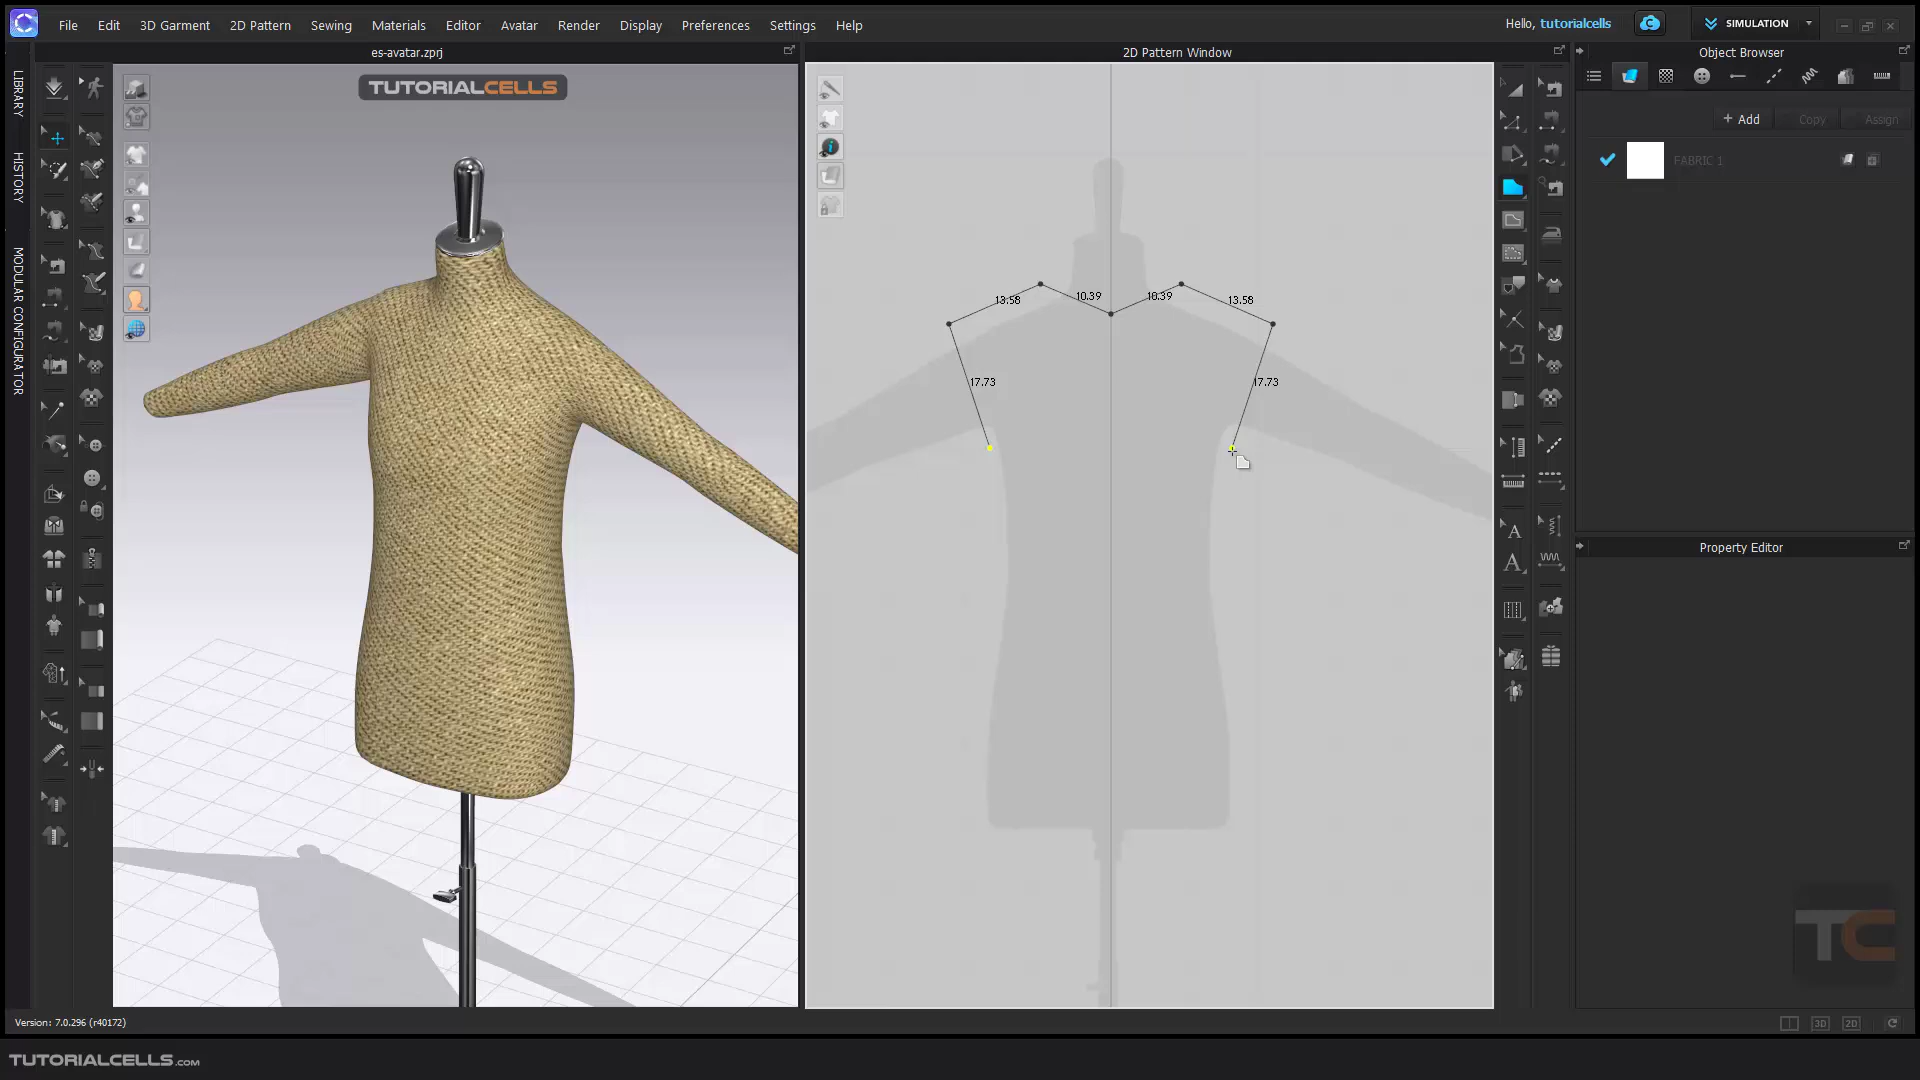 File Edit 3D Garment 2D Pattern Sewing Materials Editor Avatar Render Display Preferences Settings Help
Hello, tutorialcells
SIMULATION
es-avatar.zprj
2D Pattern Window
Object Browser
LIBRARY
HISTORY
MODULAR CONFIGURATOR
TUTORIALCELLS
+ Add Copy Assign
FABRIC 1
13.58
10.39
10.39
13.58
17.73
17.73
A
A
Property Editor
TC
Version: 7.0.296 (r40172)
3D
2D
TUTORIALCELLS.com